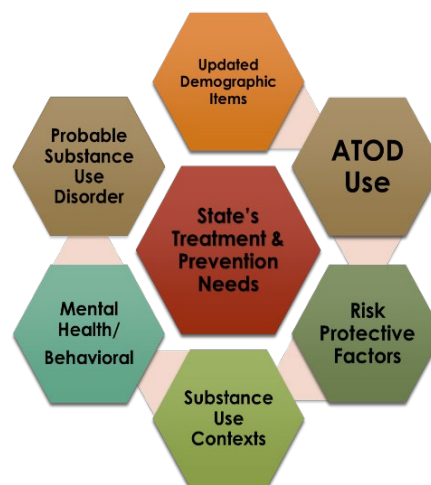 Updated
Demographic
Items
ATOD
Use
Risk
Protective
Factors
Substance
Use
Contexts
Mental
Health/
Behavioral
Probable
Substance
Use
Disorder
State's
Treatment &
Prevention
Needs